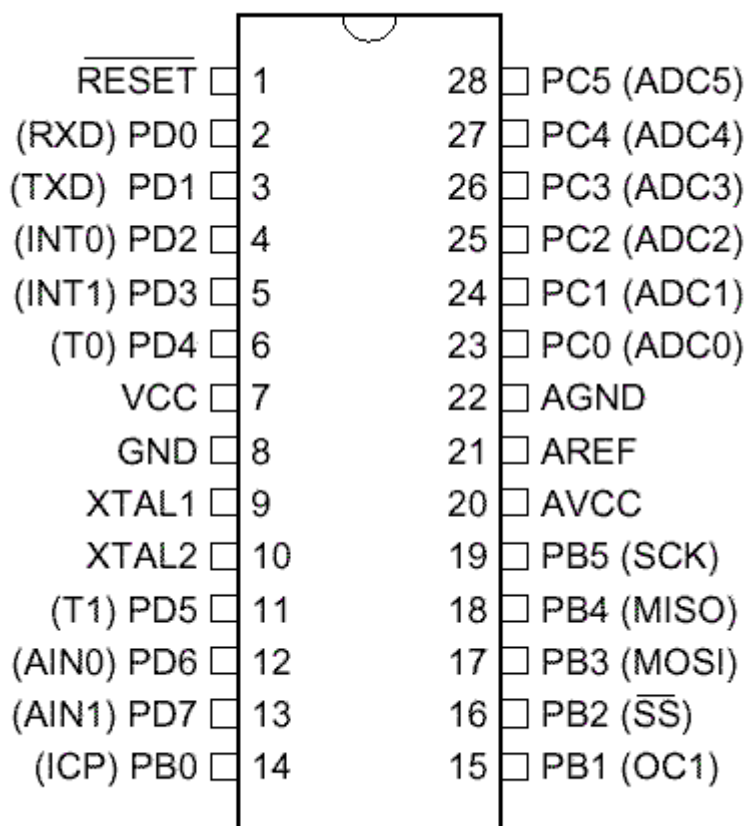 RESET 1 28 PC5 (ADC5)
(RXD) PD0 2 27 PC4 (ADC4)
(TXD) PD1 3 26 PC3 (ADC3)
(INT0) PD2 4 25 PC2 (ADC2)
(INT1) PD3 5 24 PC1 (ADC1)
(T0) PD4 6 23 PC0 (ADC0)
VCC 7 22 AGND
GND 8 21 AREF
XTAL1 9 20 AVCC
XTAL2 10 19 PB5 (SCK)
(T1) PD5 11 18 PB4 (MISO)
(AIN0) PD6 12 17 PB3 (MOSI)
(AIN1) PD7 13 16 PB2 (SS)
(ICP) PB0 14 15 PB1 (OC1)